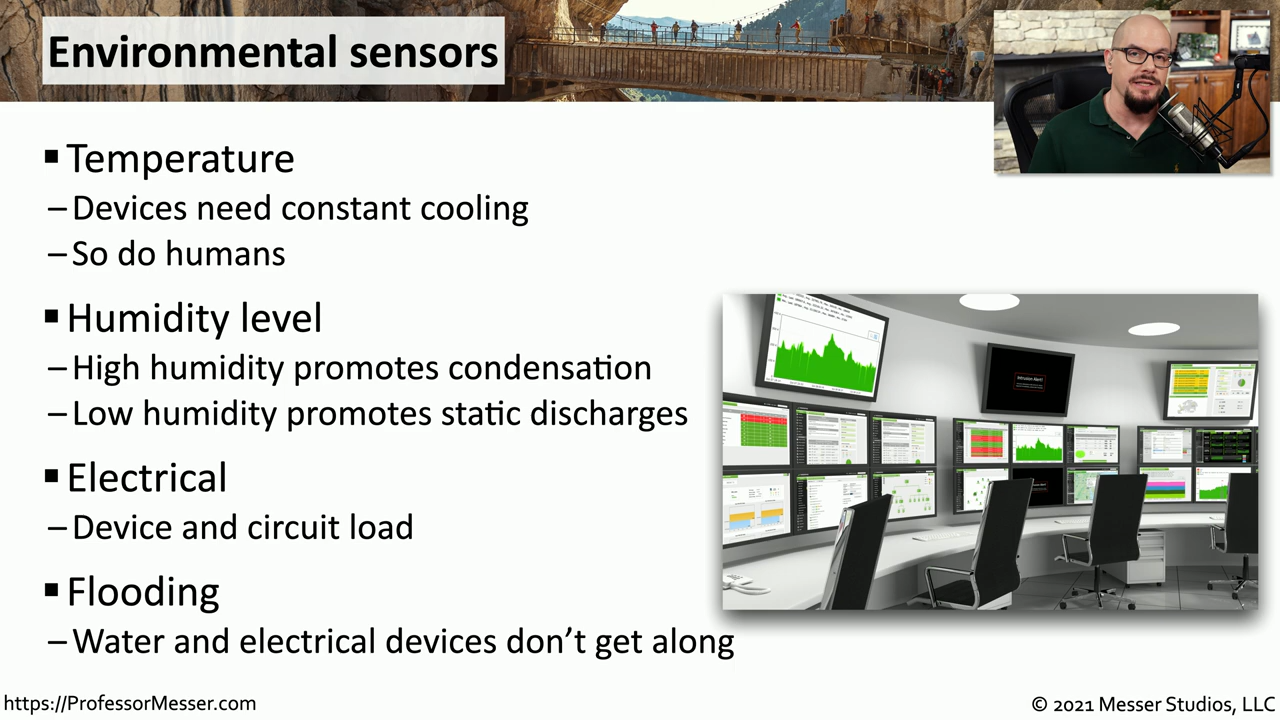 Environmental sensors
▪ Temperature
– Devices need constant cooling
– So do humans
▪ Humidity level
– High humidity promotes condensation
– Low humidity promotes static discharges
▪ Electrical
– Device and circuit load
▪ Flooding
– Water and electrical devices don’t get along
https://ProfessorMesser.com
© 2021 Messer Studios, LLC